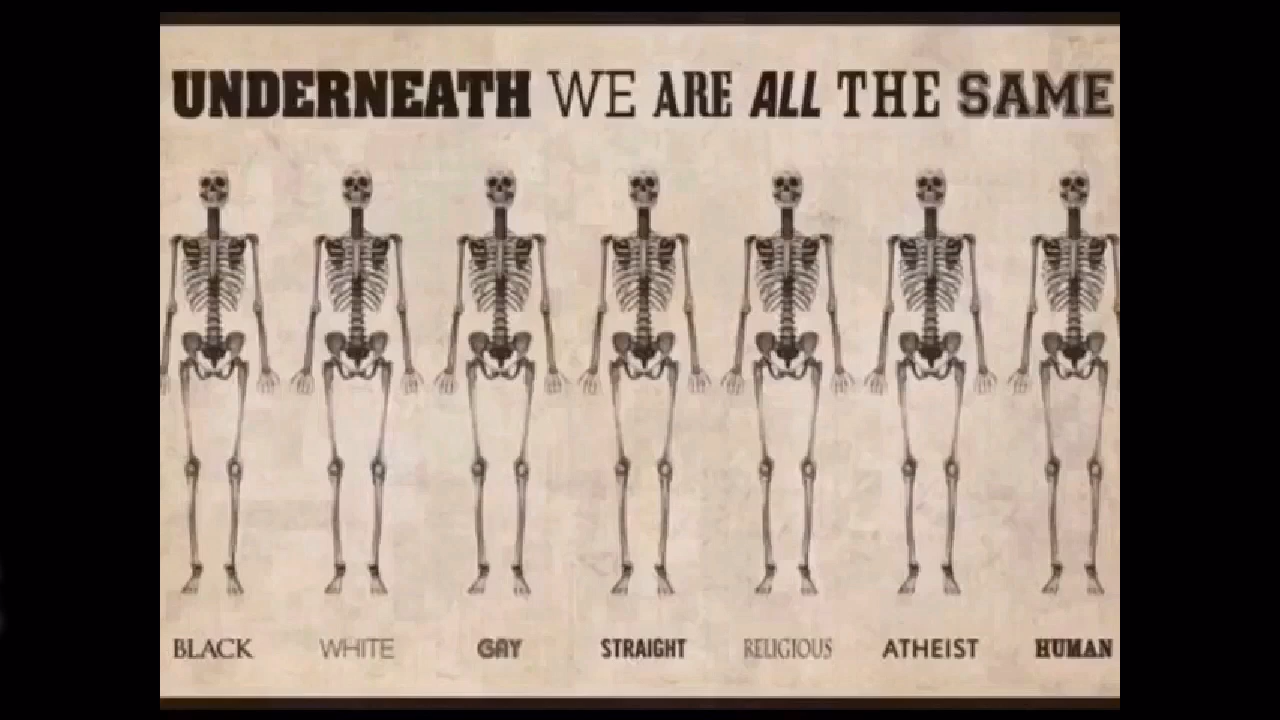 UNDERNEATH WE ARE ALL THE SAME
BLACK WHITE GAY STRAIGHT RELIGIOUS ATHEIST HUMAN